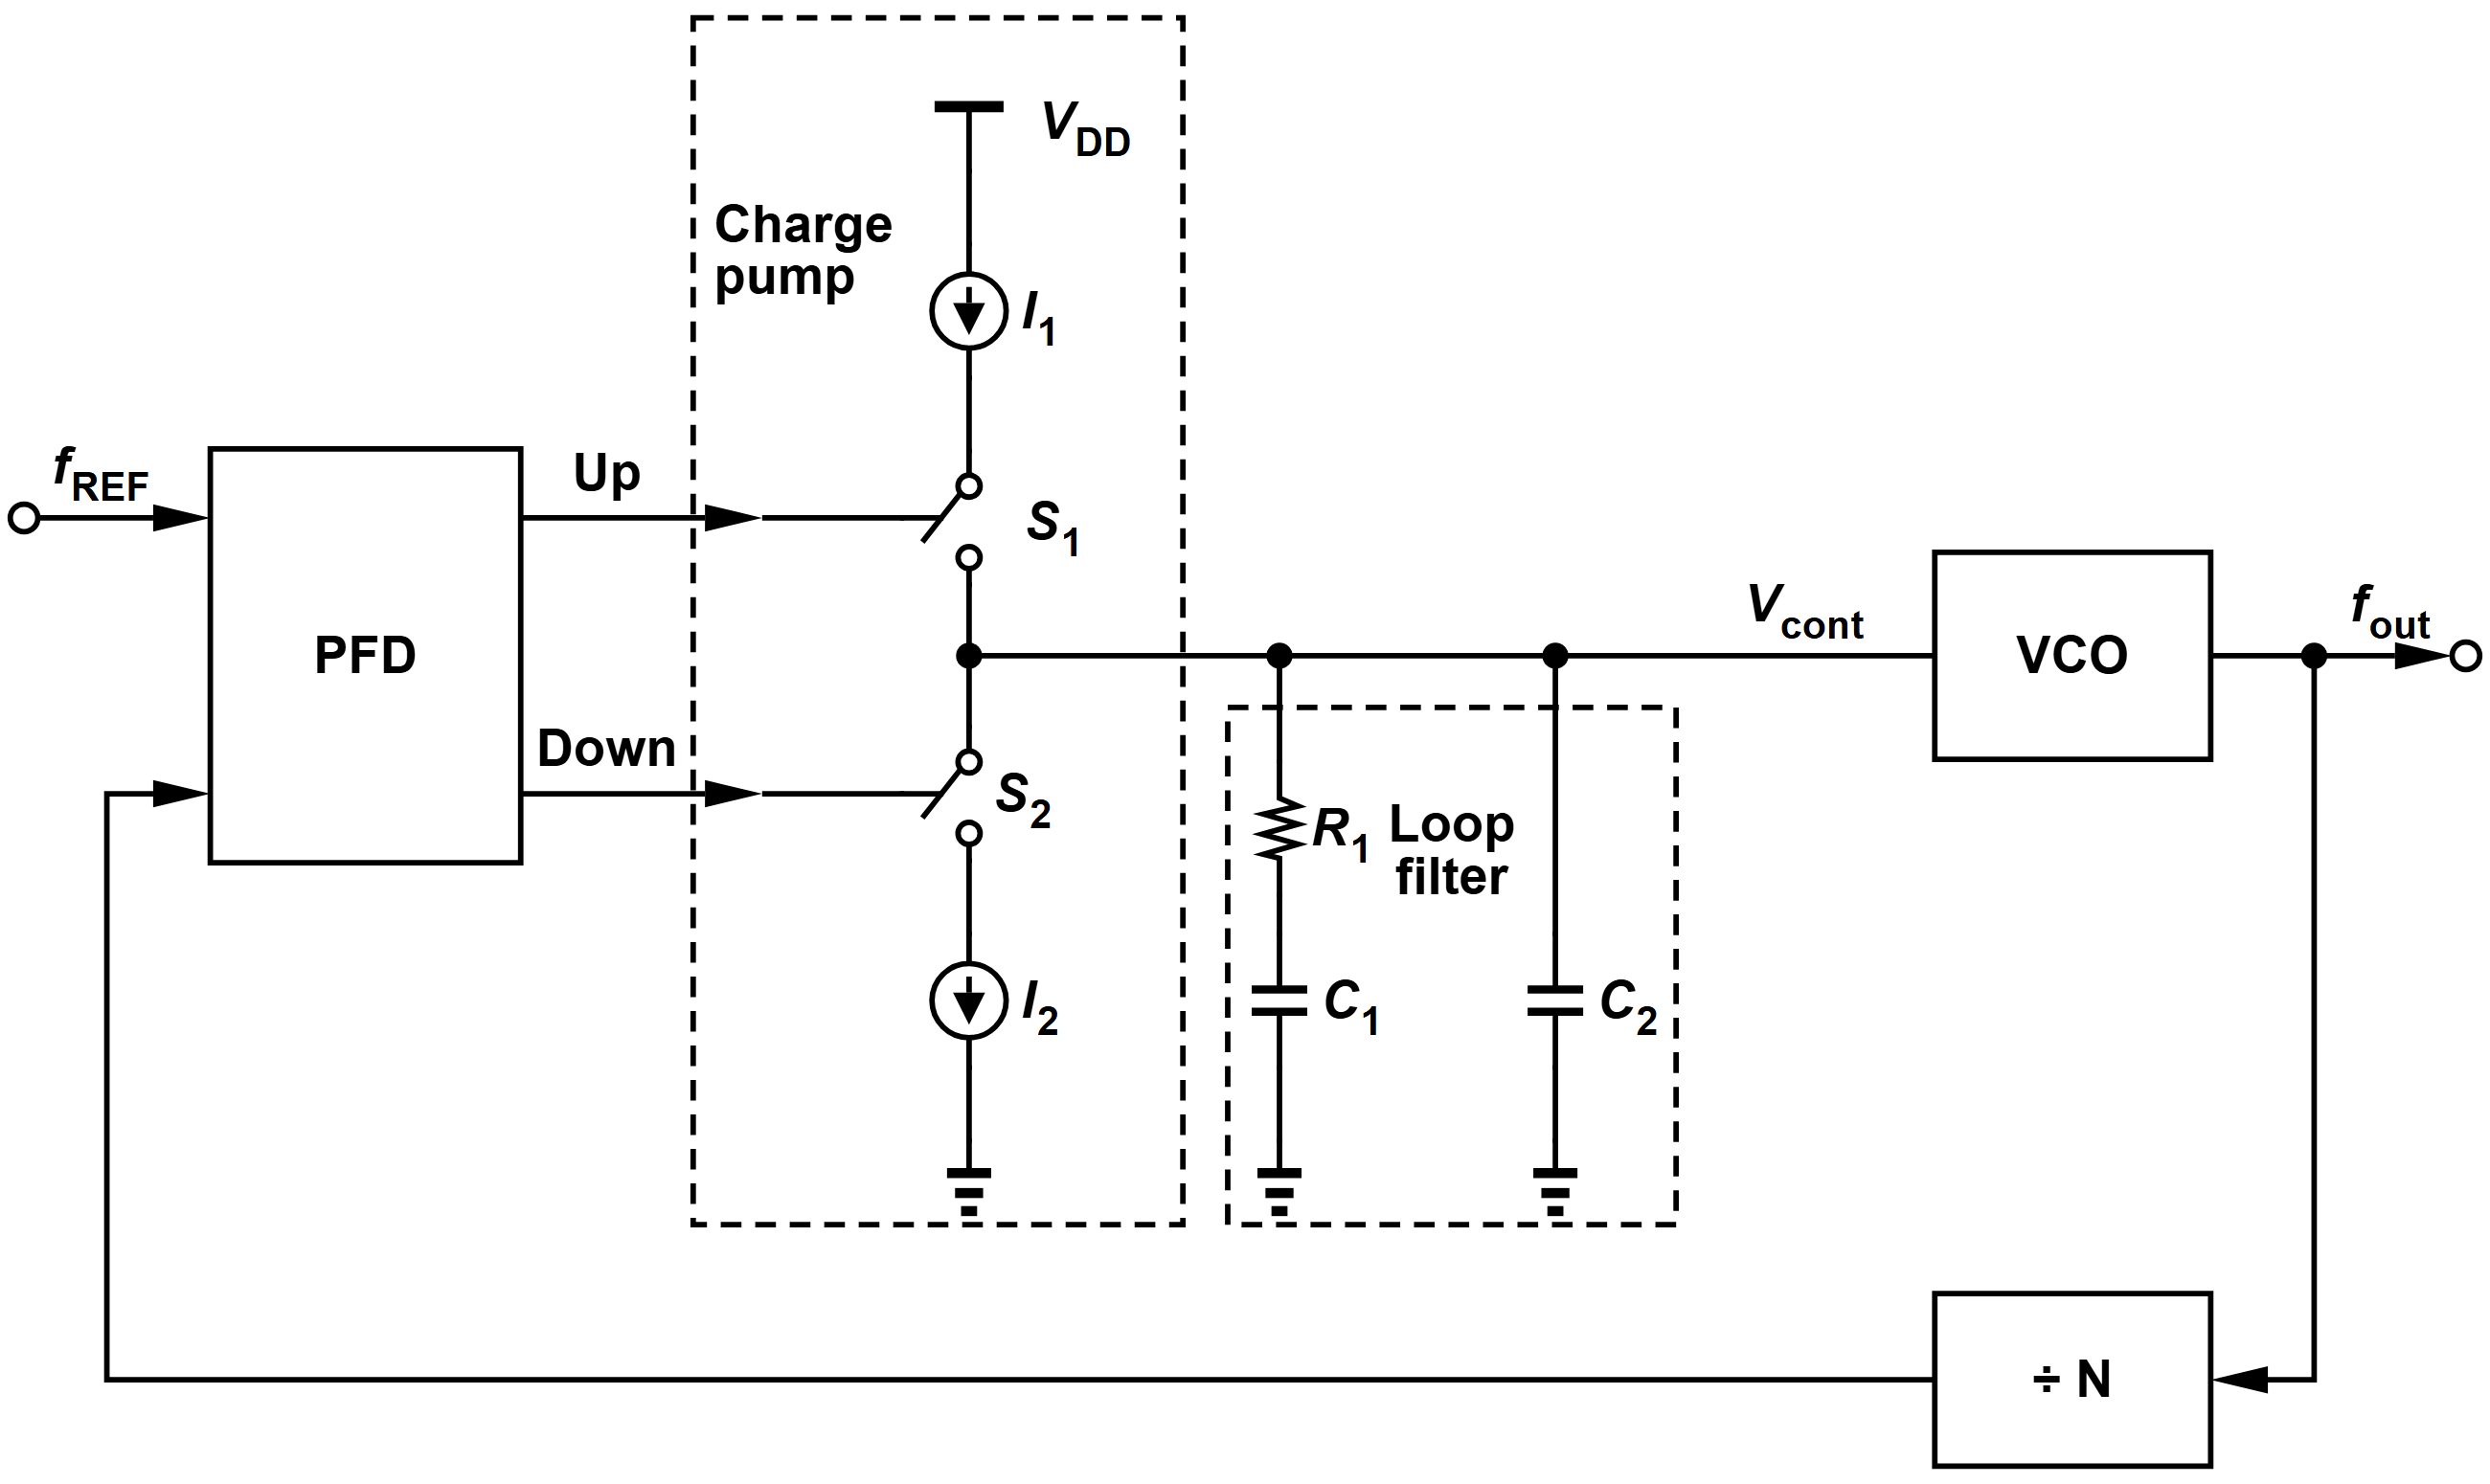 V_DD
Charge
pump
I_1
f_REF
Up
S_1
PFD
V_cont
VCO
f_out
Down
S_2
R_1
Loop
filter
I_2
C_1
C_2
÷ N